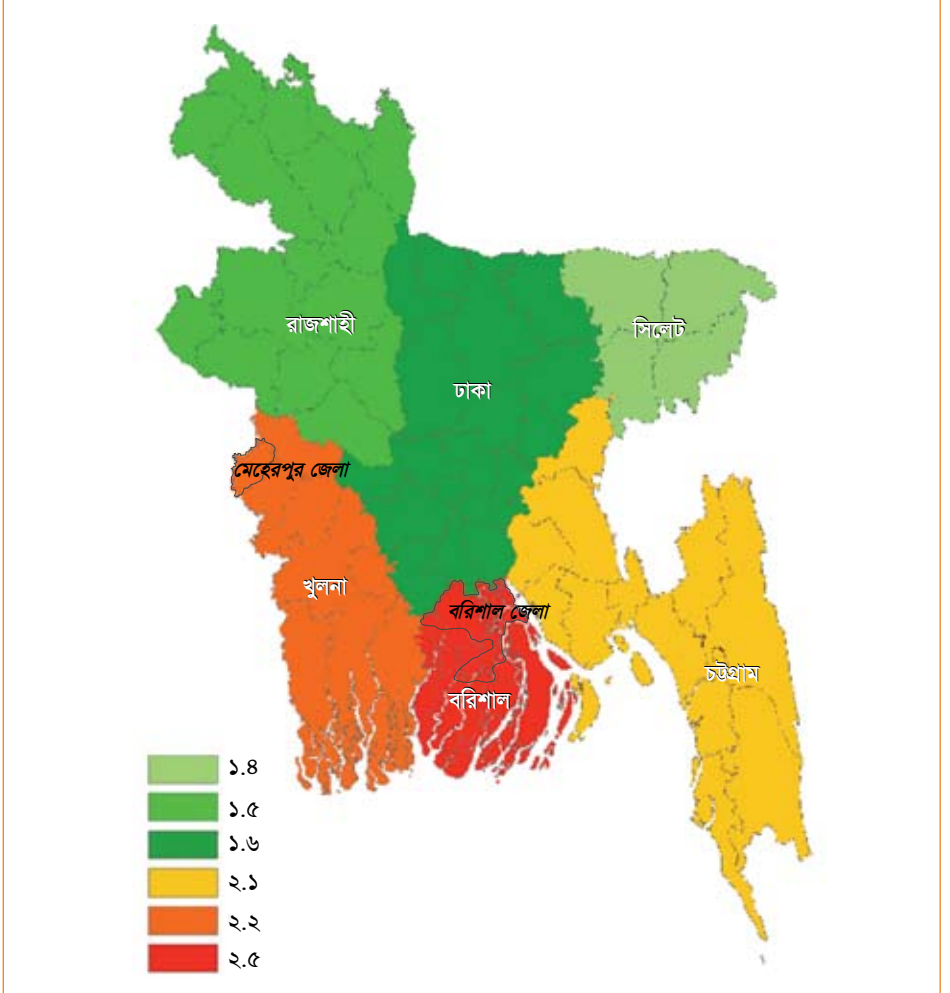 রাজশাহী
সিলেট
ঢাকা
মেহেরপুর জেলা
খুলনা
বরিশাল জেলা
চট্টগ্রাম
বরিশাল
১.৪
১.৫
১.৬
২.১
২.২
২.৫